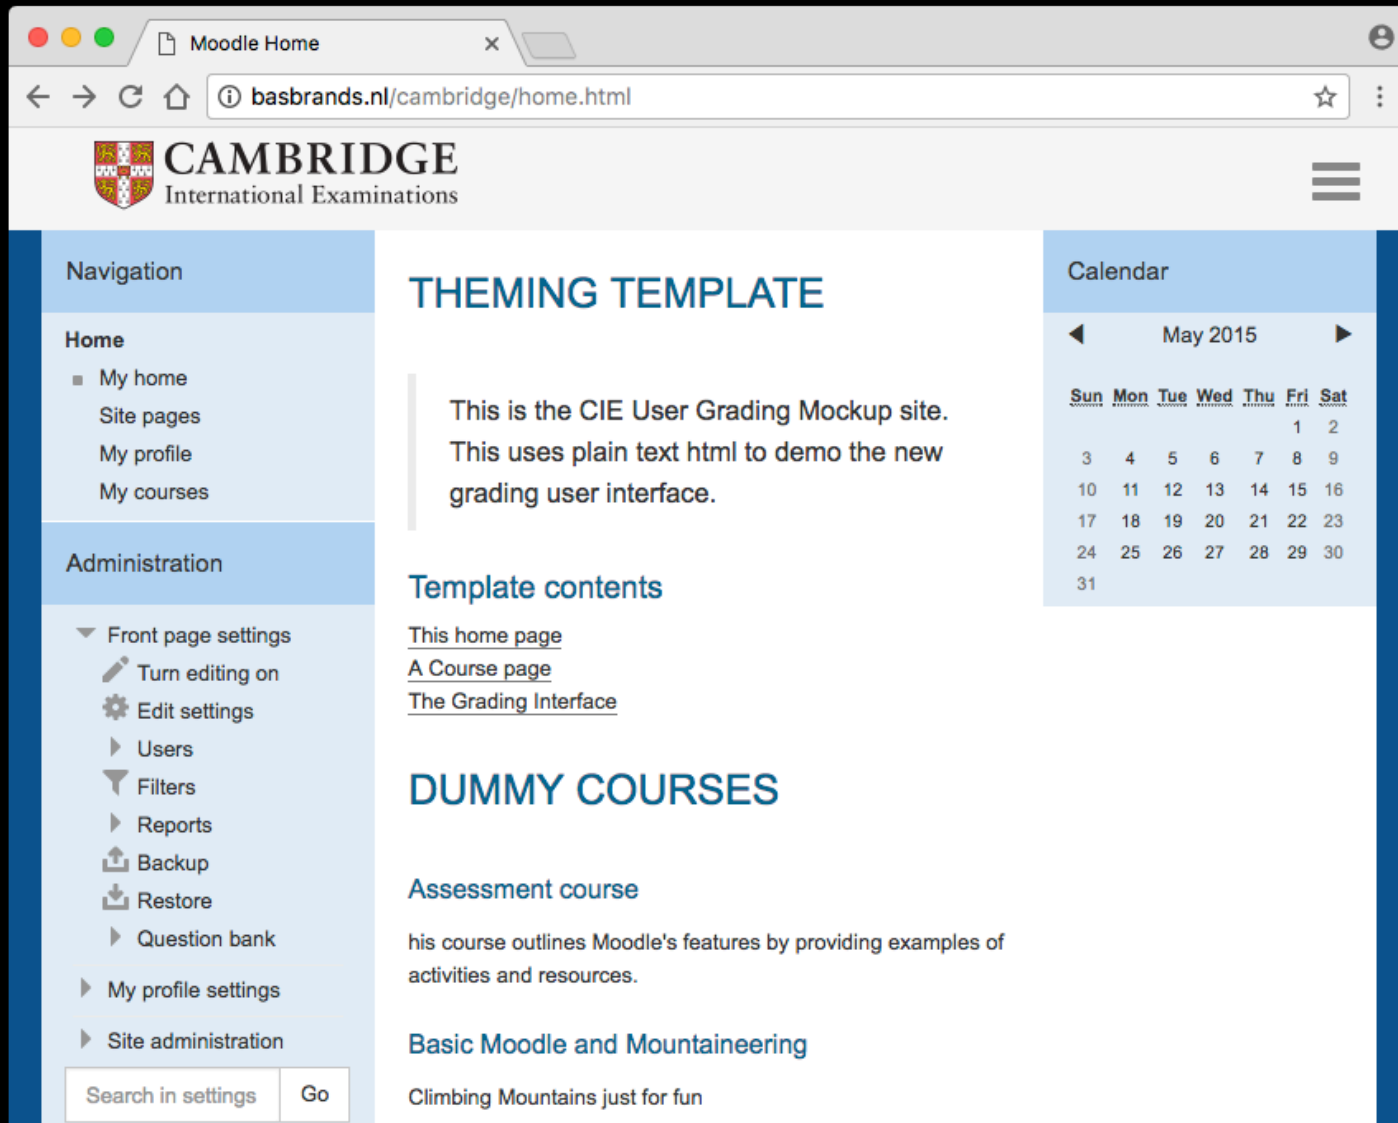 Moodle Home
basbrands.nl/cambridge/home.html
CAMBRIDGE
International Examinations
Navigation
Home
My home
Site pages
My profile
My courses
Administration
Front page settings
Turn editing on
Edit settings
Users
Filters
Reports
Backup
Restore
Question bank
My profile settings
Site administration
Search in settings
Go
THEMING TEMPLATE
This is the CIE User Grading Mockup site.
This uses plain text html to demo the new
grading user interface.
Template contents
This home page
A Course page
The Grading Interface
DUMMY COURSES
Assessment course
his course outlines Moodle's features by providing examples of
activities and resources.
Basic Moodle and Mountaineering
Climbing Mountains just for fun
Calendar
May 2015
Sun Mon Tue Wed Thu Fri Sat
1 2
3 4 5 6 7 8 9
10 11 12 13 14 15 16
17 18 19 20 21 22 23
24 25 26 27 28 29 30
31